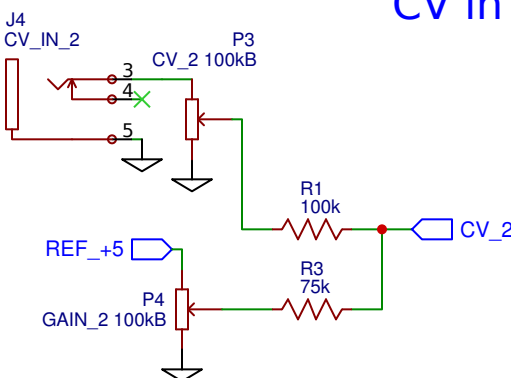 CV in
J4
CV_IN_2
3
4
5
P3
CV_2 100kB
R1
100k
CV_2
REF_+5
R3
75k
P4
GAIN_2 100kB